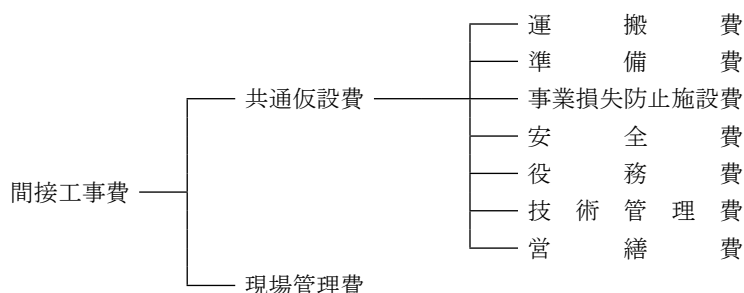 運搬費
準備費
共通仮設費
事業損失防止施設費
安全費
役務費
間接工事費
技術管理費
営繕費
現場管理費